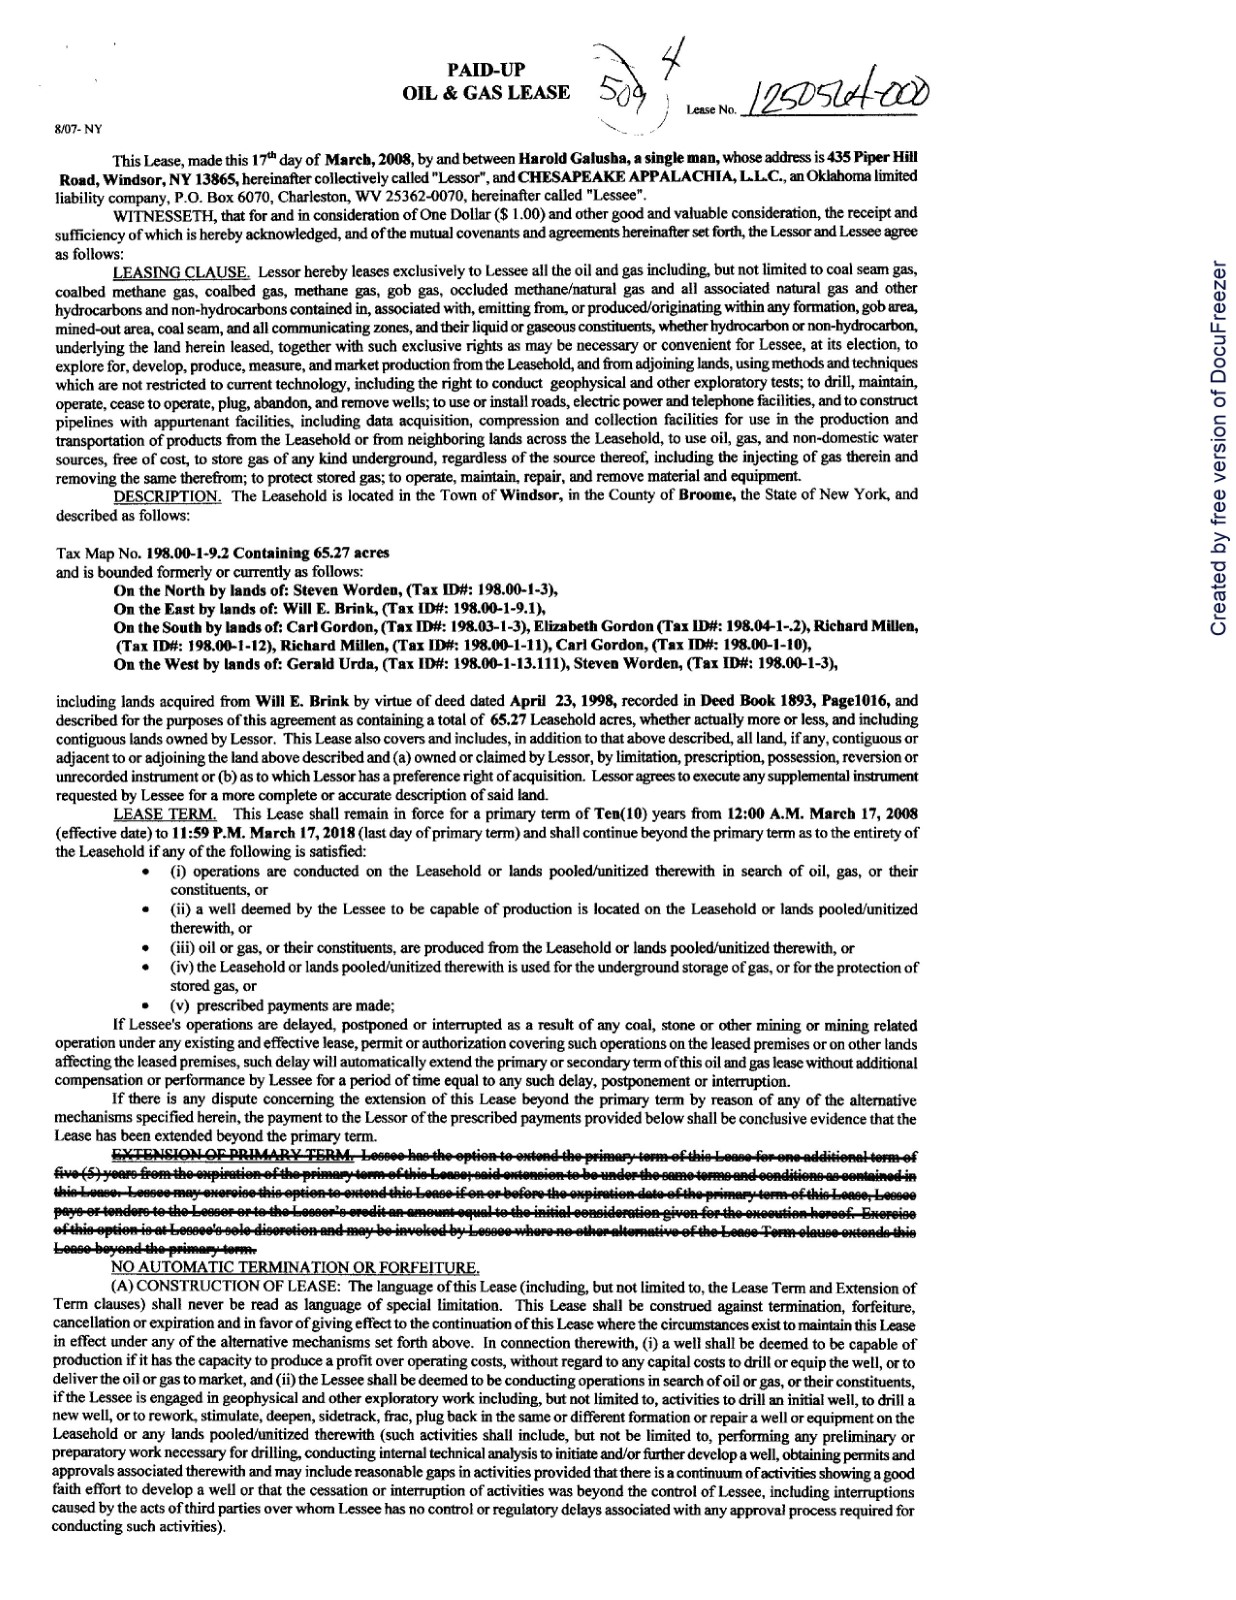 PAID-UP
OIL & GAS LEASE
509
4
Lease No. 1250564-000
8/07- NY
This Lease, made this 17th day of March, 2008, by and between Harold Galusha, a single man, whose address is 435 Piper Hill
Road, Windsor, NY 13865, hereinafter collectively called "Lessor", and CHESAPEAKE APPALACHIA, L.L.C., an Oklahoma limited
liability company, P.O. Box 6070, Charleston, WV 25362-0070, hereinafter called "Lessee".
WITNESSETH, that for and in consideration of One Dollar ($ 1.00) and other good and valuable consideration, the receipt and
sufficiency of which is hereby acknowledged, and of the mutual covenants and agreements hereinafter set forth, the Lessor and Lessee agree
as follows:
LEASING CLAUSE. Lessor hereby leases exclusively to Lessee all the oil and gas including, but not limited to coal seam gas,
coalbed methane gas, coalbed gas, methane gas, gob gas, occluded methane/natural gas and all associated natural gas and other
hydrocarbons and non-hydrocarbons contained in, associated with, emitting from, or produced/originating within any formation, gob area,
mined-out area, coal seam, and all communicating zones, and their liquid or gaseous constituents, whether hydrocarbon or non-hydrocarbon,
underlying the land herein leased, together with such exclusive rights as may be necessary or convenient for Lessee, at its election, to
explore for, develop, produce, measure, and market production from the Leasehold, and from adjoining lands, using methods and techniques
which are not restricted to current technology, including the right to conduct geophysical and other exploratory tests; to drill, maintain,
operate, cease to operate, plug, abandon, and remove wells; to use or install roads, electric power and telephone facilities, and to construct
pipelines with appurtenant facilities, including data acquisition, compression and collection facilities for use in the production and
transportation of products from the Leasehold or from neighboring lands across the Leasehold, to use oil, gas, and non-domestic water
sources, free of cost, to store gas of any kind underground, regardless of the source thereof, including the injecting of gas therein and
removing the same therefrom; to protect stored gas; to operate, maintain, repair, and remove material and equipment.
DESCRIPTION. The Leasehold is located in the Town of Windsor, in the County of Broome, the State of New York, and
described as follows:
Tax Map No. 198.00-1-9.2 Containing 65.27 acres
and is bounded formerly or currently as follows:
On the North by lands of: Steven Worden, (Tax ID#: 198.00-1-3),
On the East by lands of: Will E. Brink, (Tax ID#: 198.00-1-9.1),
On the South by lands of: Carl Gordon, (Tax ID#: 198.03-1-3), Elizabeth Gordon (Tax ID#: 198.04-1-.2), Richard Millen,
(Tax ID#: 198.00-1-12), Richard Millen, (Tax ID#: 198.00-1-11), Carl Gordon, (Tax ID#: 198.00-1-10),
On the West by lands of: Gerald Urda, (Tax ID#: 198.00-1-13.111), Steven Worden, (Tax ID#: 198.00-1-3),
including lands acquired from Will E. Brink by virtue of deed dated April 23, 1998, recorded in Deed Book 1893, Page1016, and
described for the purposes of this agreement as containing a total of 65.27 Leasehold acres, whether actually more or less, and including
contiguous lands owned by Lessor. This Lease also covers and includes, in addition to that above described, all land, if any, contiguous or
adjacent to or adjoining the land above described and (a) owned or claimed by Lessor, by limitation, prescription, possession, reversion or
unrecorded instrument or (b) as to which Lessor has a preference right of acquisition. Lessor agrees to execute any supplemental instrument
requested by Lessee for a more complete or accurate description of said land.
LEASE TERM. This Lease shall remain in force for a primary term of Ten(10) years from 12:00 A.M. March 17, 2008
(effective date) to 11:59 P.M. March 17, 2018 (last day of primary term) and shall continue beyond the primary term as to the entirety of
the Leasehold if any of the following is satisfied:
• (i) operations are conducted on the Leasehold or lands pooled/unitized therewith in search of oil, gas, or their
constituents, or
• (ii) a well deemed by the Lessee to be capable of production is located on the Leasehold or lands pooled/unitized
therewith, or
• (iii) oil or gas, or their constituents, are produced from the Leasehold or lands pooled/unitized therewith, or
• (iv) the Leasehold or lands pooled/unitized therewith is used for the underground storage of gas, or for the protection of
stored gas, or
• (v) prescribed payments are made;
If Lessee's operations are delayed, postponed or interrupted as a result of any coal, stone or other mining or mining related
operation under any existing and effective lease, permit or authorization covering such operations on the leased premises or on other lands
affecting the leased premises, such delay will automatically extend the primary or secondary term of this oil and gas lease without additional
compensation or performance by Lessee for a period of time equal to any such delay, postponement or interruption.
If there is any dispute concerning the extension of this Lease beyond the primary term by reason of any of the alternative
mechanisms specified herein, the payment to the Lessor of the prescribed payments provided below shall be conclusive evidence that the
Lease has been extended beyond the primary term.
EXTENSION OF PRIMARY TERM. Lessee has the option to extend the primary term of this Lease for one additional term of
five (5) years from the expiration of the primary term of this Lease; said extension to be under the same terms and conditions as contained in
this Lease. Lessee may exercise this option to extend this Lease if on or before the expiration date of the primary term of this Lease, Lessee
pays or tenders to the Lessor or to the Lessor's credit an amount equal to the initial consideration given for the execution hereof. Exercise
of this option is at Lessee's sole discretion and may be invoked by Lessee where no other alternative of the Lease Term clause extends this
Lease beyond the primary term.
NO AUTOMATIC TERMINATION OR FORFEITURE.
(A) CONSTRUCTION OF LEASE: The language of this Lease (including, but not limited to, the Lease Term and Extension of
Term clauses) shall never be read as language of special limitation. This Lease shall be construed against termination, forfeiture,
cancellation or expiration and in favor of giving effect to the continuation of this Lease where the circumstances exist to maintain this Lease
in effect under any of the alternative mechanisms set forth above. In connection therewith, (i) a well shall be deemed to be capable of
production if it has the capacity to produce a profit over operating costs, without regard to any capital costs to drill or equip the well, or to
deliver the oil or gas to market, and (ii) the Lessee shall be deemed to be conducting operations in search of oil or gas, or their constituents,
if the Lessee is engaged in geophysical and other exploratory work including, but not limited to, activities to drill an initial well, to drill a
new well, or to rework, stimulate, deepen, sidetrack, frac, plug back in the same or different formation or repair a well or equipment on the
Leasehold or any lands pooled/unitized therewith (such activities shall include, but not be limited to, performing any preliminary or
preparatory work necessary for drilling, conducting internal technical analysis to initiate and/or further develop a well, obtaining permits and
approvals associated therewith and may include reasonable gaps in activities provided that there is a continuum of activities showing a good
faith effort to develop a well or that the cessation or interruption of activities was beyond the control of Lessee, including interruptions
caused by the acts of third parties over whom Lessee has no control or regulatory delays associated with any approval process required for
conducting such activities).
Created by free version of DocuFreezer